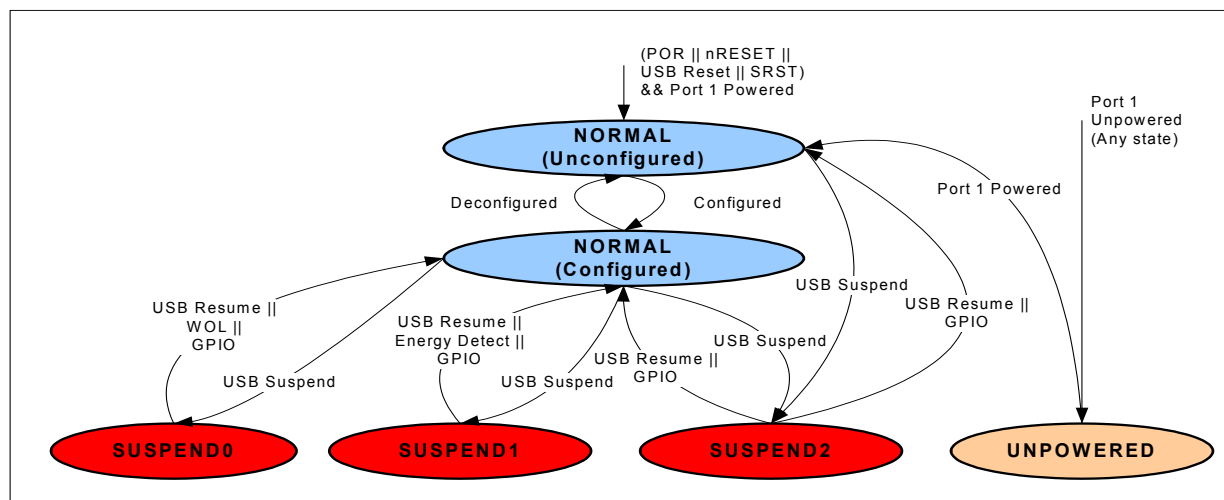 (POR || nRESET ||
USB Reset || SRST)
&& Port 1 Powered
Port 1
Unpowered
(Any state)
NORMAL
(Unconfigured)
Port 1 Powered
Deconfigured
Configured
NORMAL
(Configured)
USB Suspend
USB Resume ||
GPIO
USB Resume ||
WOL ||
GPIO
USB Resume ||
Energy Detect ||
GPIO
USB Suspend
USB Resume ||
GPIO
USB Suspend
USB Suspend
SUSPEND0
SUSPEND1
SUSPEND2
UNPOWERED